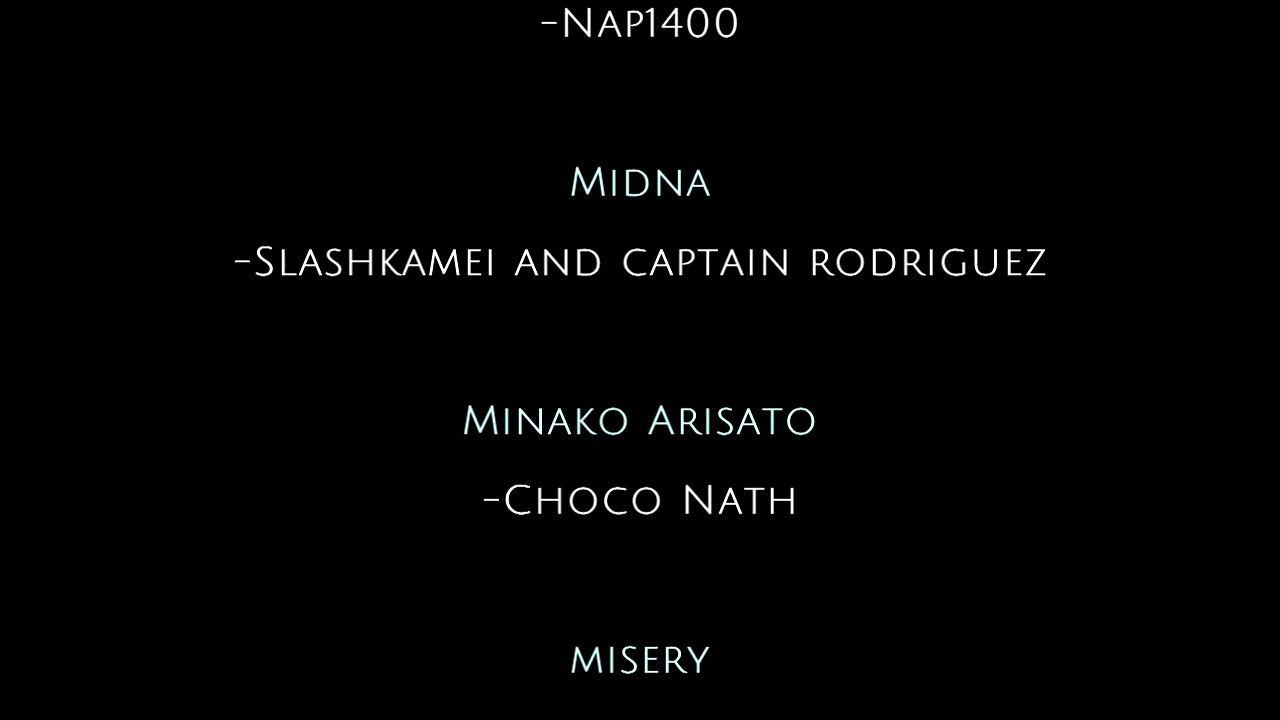 -Nap1400
Midna
-Slashkamei and captain rodriguez
Minako Arisato
-Choco Nath
misery